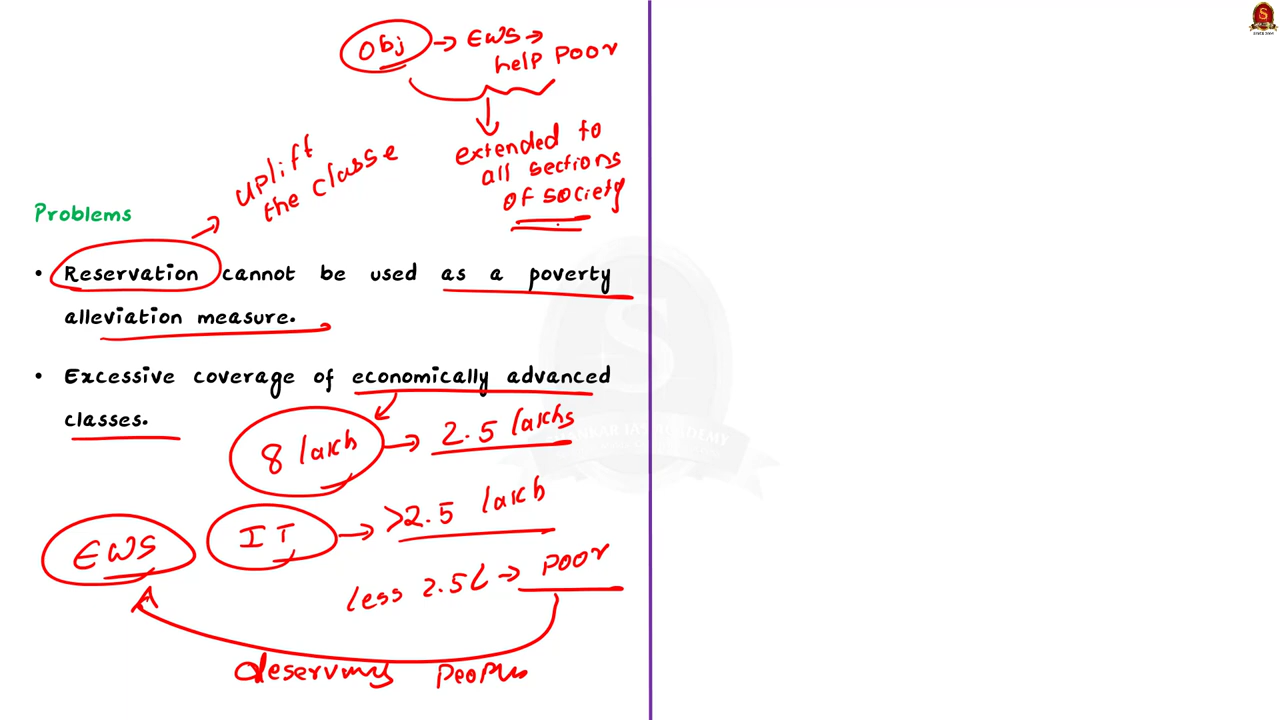 Obj → EWS →
help poor
extended to
all sections
of society
uplift
the classe
Problems
• Reservation cannot be used as a poverty
alleviation measure.
• Excessive coverage of economically advanced
classes.
8 lakh → 2.5 lakhs
IT → >2.5 lakh
EWS
less 2.5L → poor
deserving people